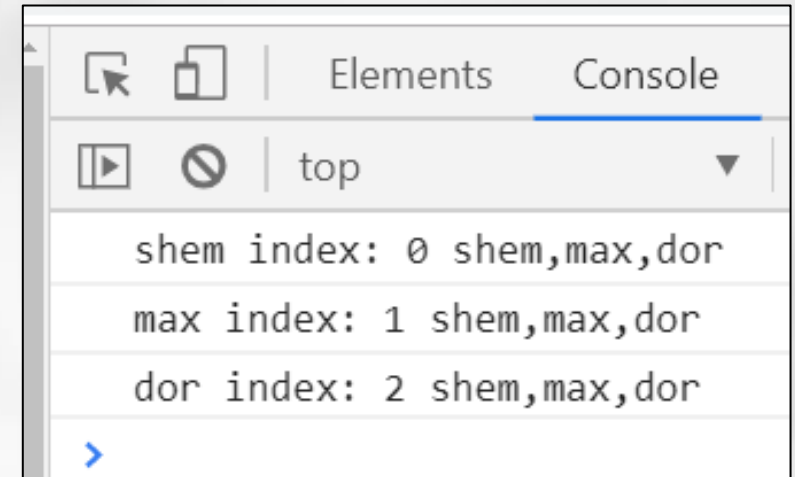 Elements Console
top
shem index: 0 shem,max,dor
max index: 1 shem,max,dor
dor index: 2 shem,max,dor
>